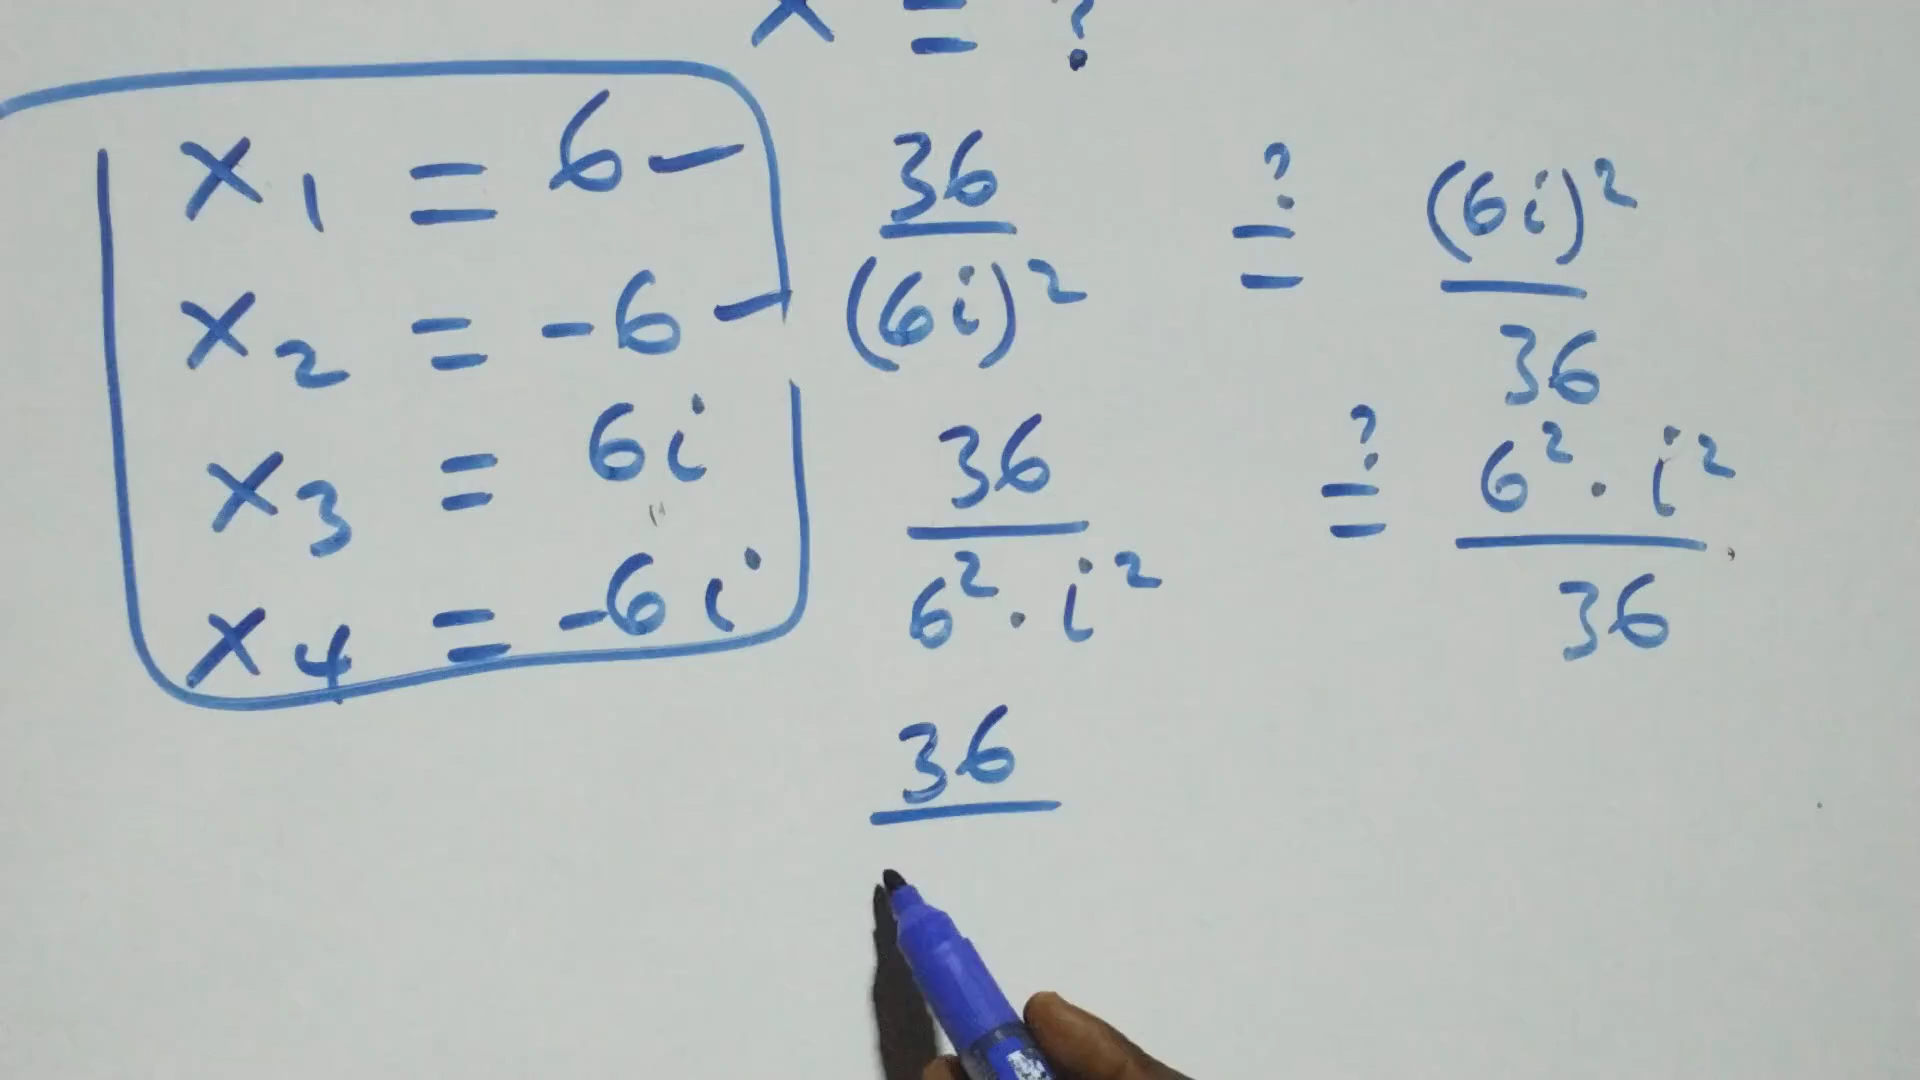 x = ?
x₁ = 6 –
x₂ = -6 –
x₃ = 6i
x₄ = -6i
36/(6i)² ?= (6i)²/36
36/6² · i² ?= 6² · i²/36
36